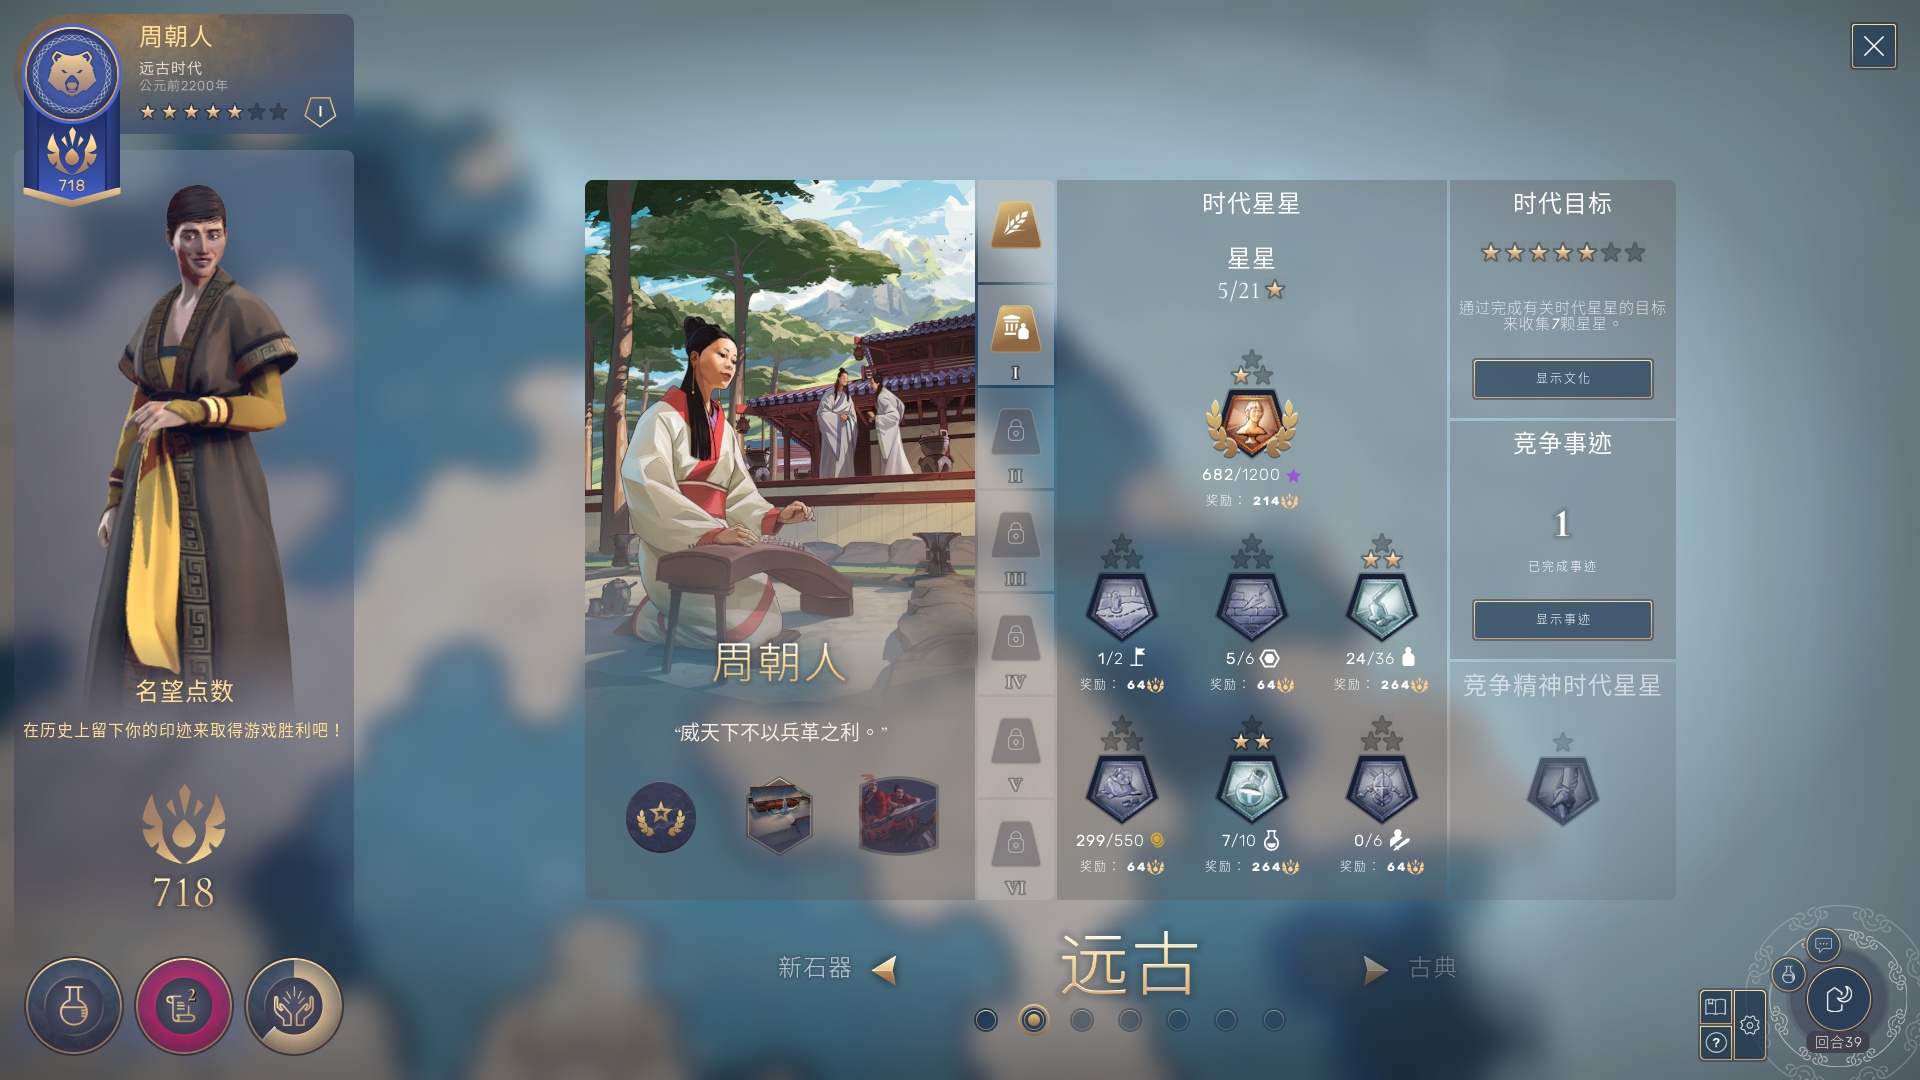 周朝人
远古时代
公元前2200年
I
718
名望点数
在历史上留下你的印迹来取得游戏胜利吧！
718
2
周朝人
“威天下不以兵革之利。”
I
II
III
IV
V
VI
时代星星
星星
5/21
682/1200
奖励： 214
1/2
奖励： 64
5/6
奖励： 64
24/36
奖励： 264
299/550
奖励： 64
7/10
奖励： 264
0/6
奖励： 64
时代目标
通过完成有关时代星星的目标
来收集7颗星星。
显示文化
竞争事迹
1
已完成事迹
显示事迹
竞争精神时代星星
新石器
远古
古典
?
回合39